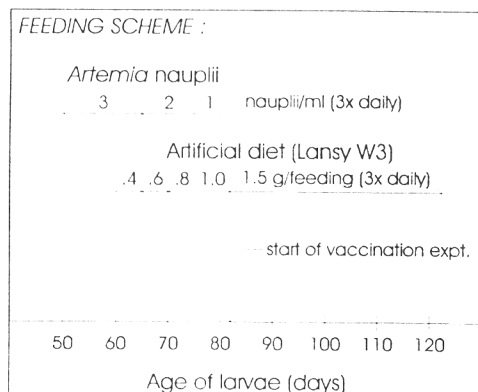 FEEDING SCHEME :
Artemia nauplii
3 2 1 nauplii/ml (3x daily)
Artificial diet (Lansy W3)
.4 .6 .8 1.0 1.5 g/feeding (3x daily)
start of vaccination expt.
50 60 70 80 90 100 110 120
Age of larvae (days)